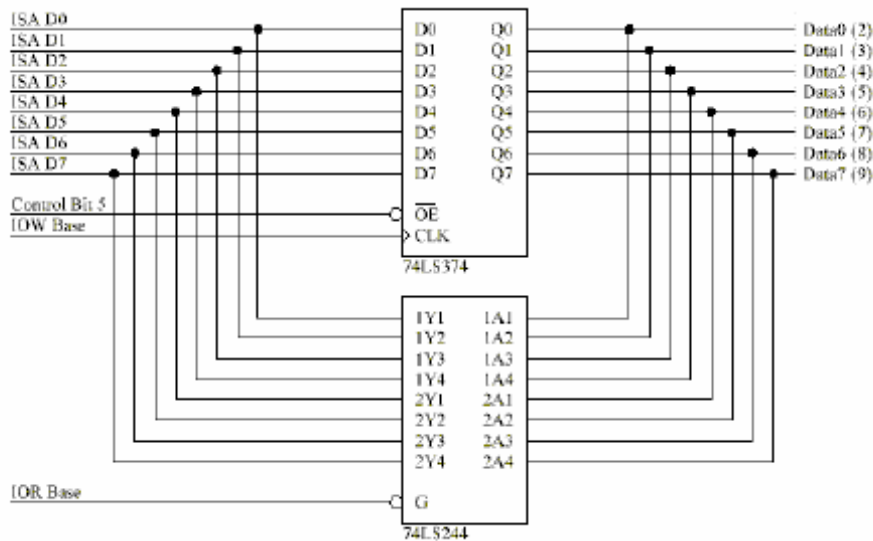 ISA D0 D0 Q0 Data0 (2)
ISA D1 D1 Q1 Data1 (3)
ISA D2 D2 Q2 Data2 (4)
ISA D3 D3 Q3 Data3 (5)
ISA D4 D4 Q4 Data4 (6)
ISA D5 D5 Q5 Data5 (7)
ISA D6 D6 Q6 Data6 (8)
ISA D7 D7 Q7 Data7 (9)
Control Bit 5 OE
IOW Base CLK
74LS374
1Y1 1A1
1Y2 1A2
1Y3 1A3
1Y4 1A4
2Y1 2A1
2Y2 2A2
2Y3 2A3
2Y4 2A4
IOR Base G
74LS244